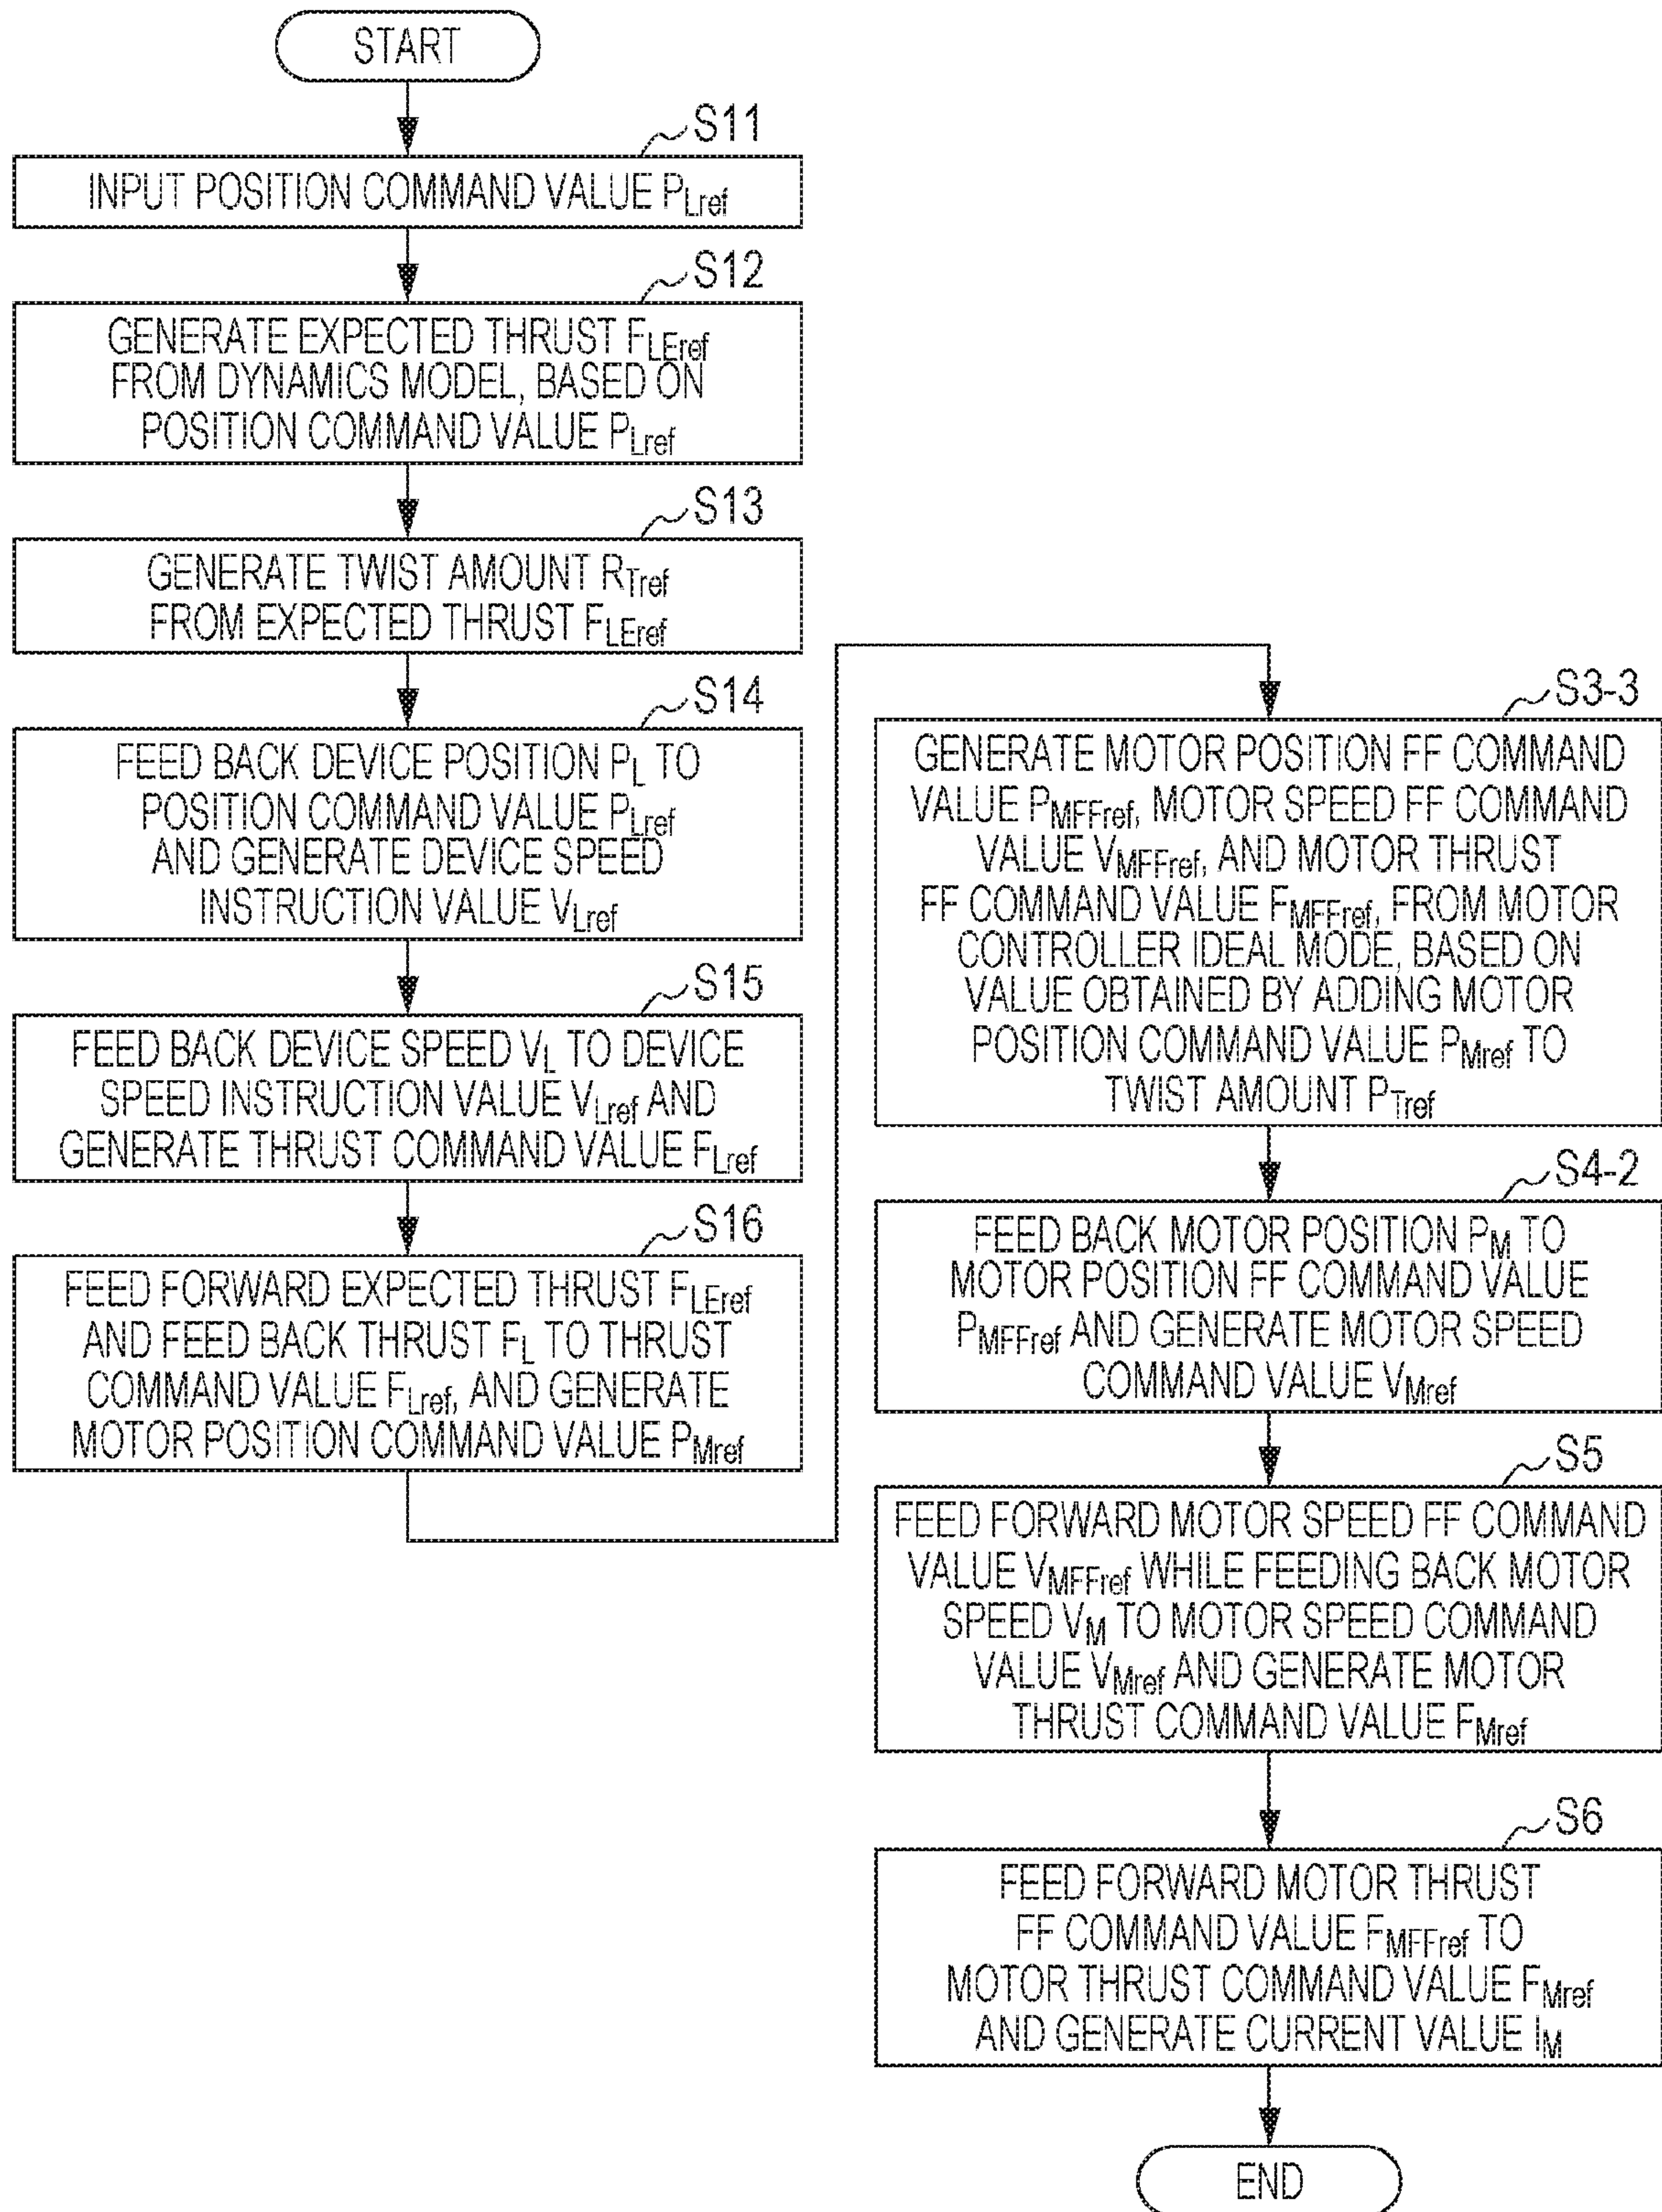 START
S11
INPUT POSITION COMMAND VALUE PLref
S12
GENERATE EXPECTED THRUST FLEref
FROM DYNAMICS MODEL, BASED ON
POSITION COMMAND VALUE PLref
S13
GENERATE TWIST AMOUNT RTref
FROM EXPECTED THRUST FLEref
S14
FEED BACK DEVICE POSITION PL TO
POSITION COMMAND VALUE PLref
AND GENERATE DEVICE SPEED
INSTRUCTION VALUE VLref
S15
FEED BACK DEVICE SPEED VL TO DEVICE
SPEED INSTRUCTION VALUE VLref AND
GENERATE THRUST COMMAND VALUE FLref
S16
FEED FORWARD EXPECTED THRUST FLEref
AND FEED BACK THRUST FL TO THRUST
COMMAND VALUE FLref, AND GENERATE
MOTOR POSITION COMMAND VALUE PMref
S3-3
GENERATE MOTOR POSITION FF COMMAND
VALUE PMFFref, MOTOR SPEED FF COMMAND
VALUE VMFFref, AND MOTOR THRUST
FF COMMAND VALUE FMFFref, FROM MOTOR
CONTROLLER IDEAL MODE, BASED ON
VALUE OBTAINED BY ADDING MOTOR
POSITION COMMAND VALUE PMref TO
TWIST AMOUNT PTref
S4-2
FEED BACK MOTOR POSITION PM TO
MOTOR POSITION FF COMMAND VALUE
PMFFref AND GENERATE MOTOR SPEED
COMMAND VALUE VMref
S5
FEED FORWARD MOTOR SPEED FF COMMAND
VALUE VMFFref WHILE FEEDING BACK MOTOR
SPEED VM TO MOTOR SPEED COMMAND
VALUE VMref AND GENERATE MOTOR
THRUST COMMAND VALUE FMref
S6
FEED FORWARD MOTOR THRUST
FF COMMAND VALUE FMFFref TO
MOTOR THRUST COMMAND VALUE FMref
AND GENERATE CURRENT VALUE IM
END